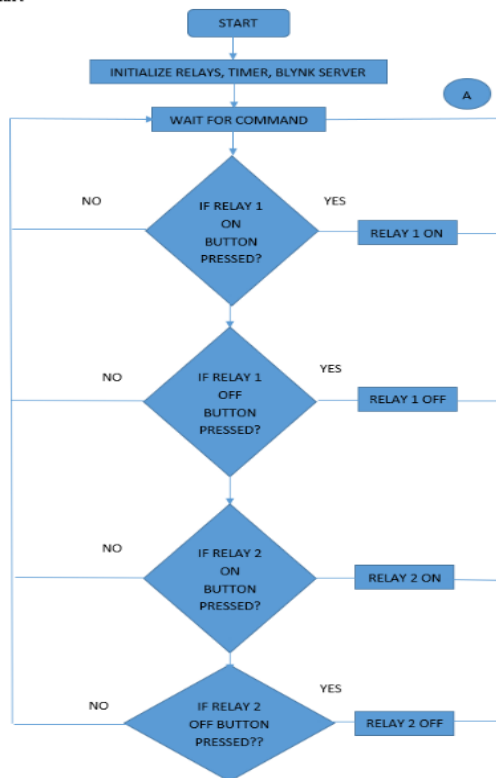 START
INITIALIZE RELAYS, TIMER, BLYNK SERVER
A
WAIT FOR COMMAND
NO
IF RELAY 1
ON
BUTTON
PRESSED?
YES
RELAY 1 ON
NO
IF RELAY 1
OFF
BUTTON
PRESSED?
YES
RELAY 1 OFF
NO
IF RELAY 2
ON
BUTTON
PRESSED?
RELAY 2 ON
NO
IF RELAY 2
OFF BUTTON
PRESSED??
YES
RELAY 2 OFF